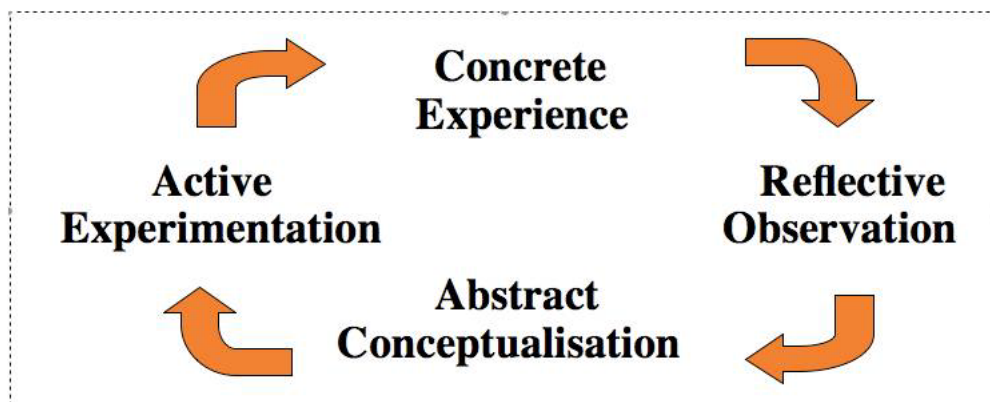 Concrete
Experience
Active
Experimentation
Reflective
Observation
Abstract
Conceptualisation